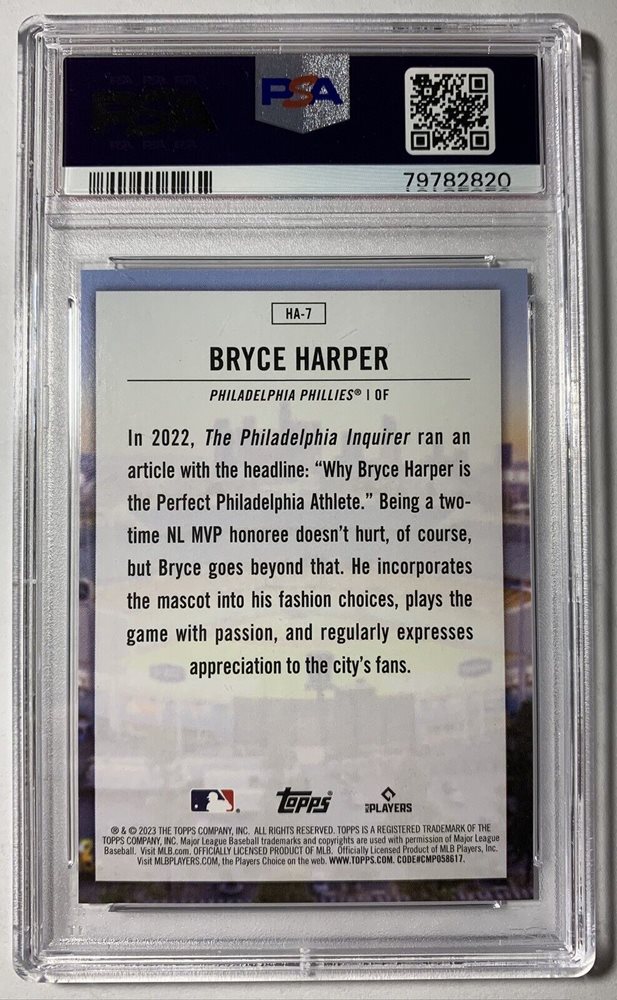 PSA
79782820
HA-7
BRYCE HARPER
PHILADELPHIA PHILLIES® | OF
In 2022, The Philadelphia Inquirer ran an
article with the headline: “Why Bryce Harper is
the Perfect Philadelphia Athlete.” Being a two-
time NL MVP honoree doesn’t hurt, of course,
but Bryce goes beyond that. He incorporates
the mascot into his fashion choices, plays the
game with passion, and regularly expresses
appreciation to the city’s fans.
Topps
PLAYERS
® & © 2023 THE TOPPS COMPANY, INC. ALL RIGHTS RESERVED. TOPPS IS A REGISTERED TRADEMARK OF THE
TOPPS COMPANY, INC. Major League Baseball trademarks and copyrights are used with permission of Major League
Baseball. Visit MLB.com. OFFICIALLY LICENSED PRODUCT OF MLB. Officially Licensed Product of MLB Players, Inc.
Visit MLBPLAYERS.COM, the Players Choice on the web. WWW.TOPPS.COM. CODE#CMP058617.